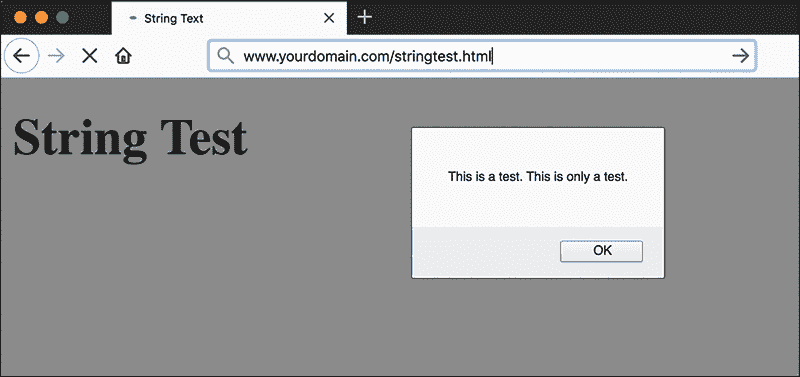 String Text
www.yourdomain.com/stringtest.html
String Test
This is a test. This is only a test.
OK